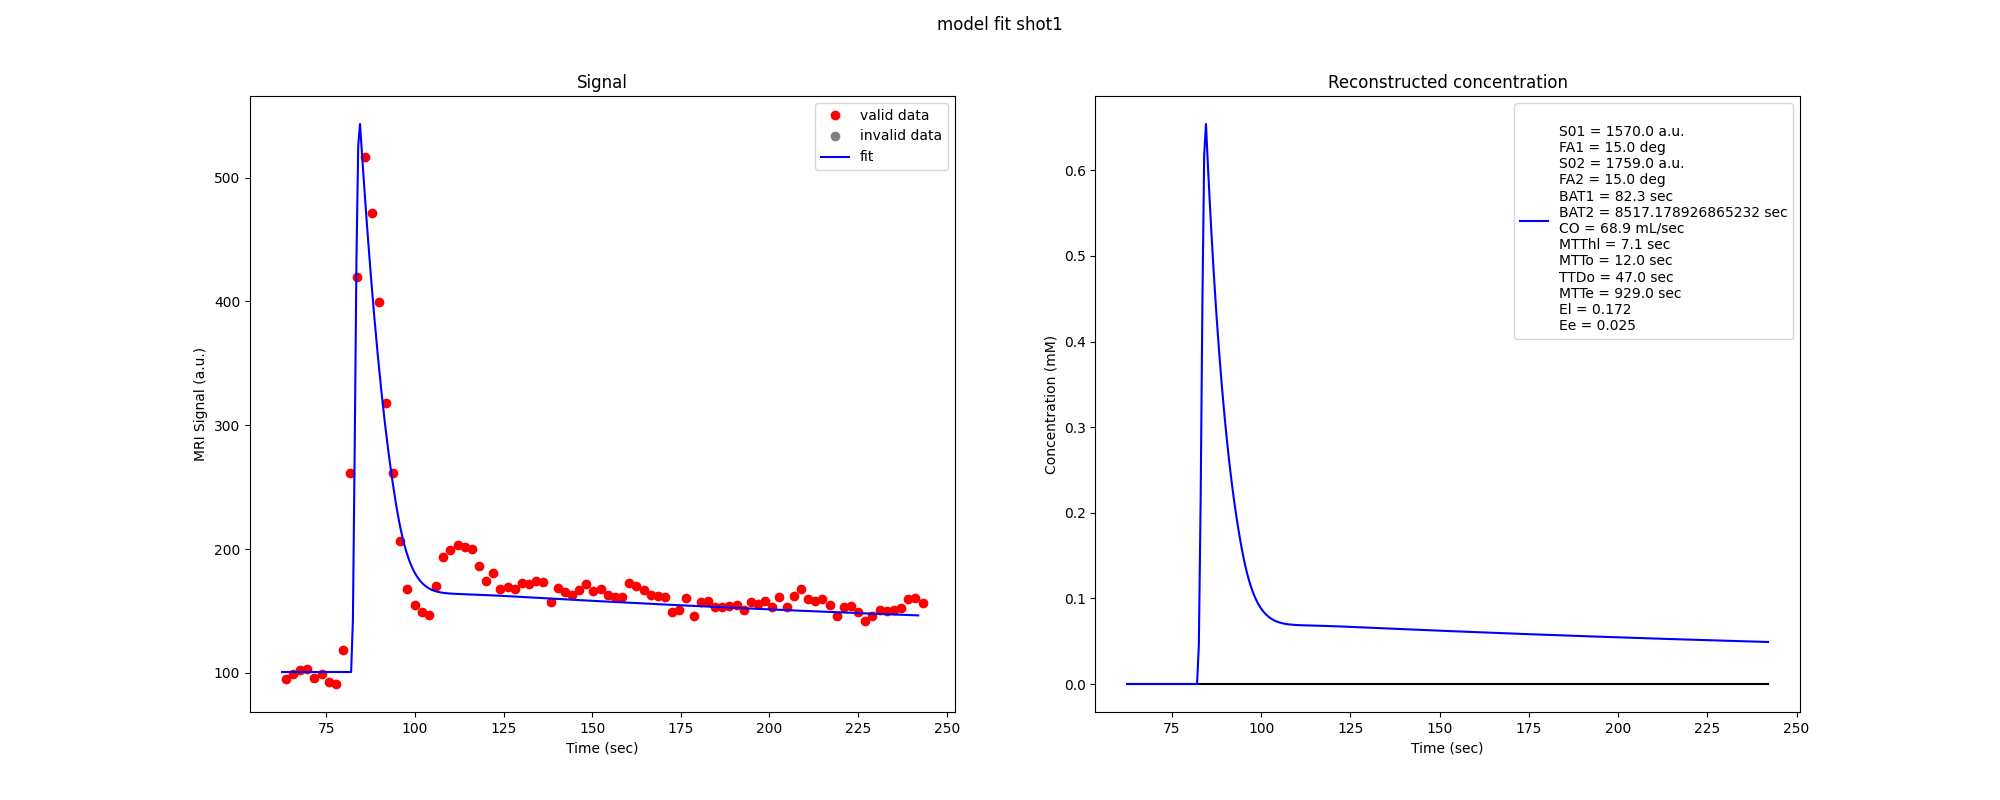 model fit shot1
Signal
valid data
invalid data
fit
500
400
300
200
100
MRI Signal (a.u.)
75
100
125
150
175
200
225
250
Time (sec)
Reconstructed concentration
S01 = 1570.0 a.u.
FA1 = 15.0 deg
S02 = 1759.0 a.u.
FA2 = 15.0 deg
BAT1 = 82.3 sec
BAT2 = 8517.178926865232 sec
CO = 68.9 mL/sec
MTThl = 7.1 sec
MTTo = 12.0 sec
TTDo = 47.0 sec
MTTe = 929.0 sec
El = 0.172
Ee = 0.025
0.6
0.5
0.4
0.3
0.2
0.1
0.0
Concentration (mM)
75
100
125
150
175
200
225
250
Time (sec)